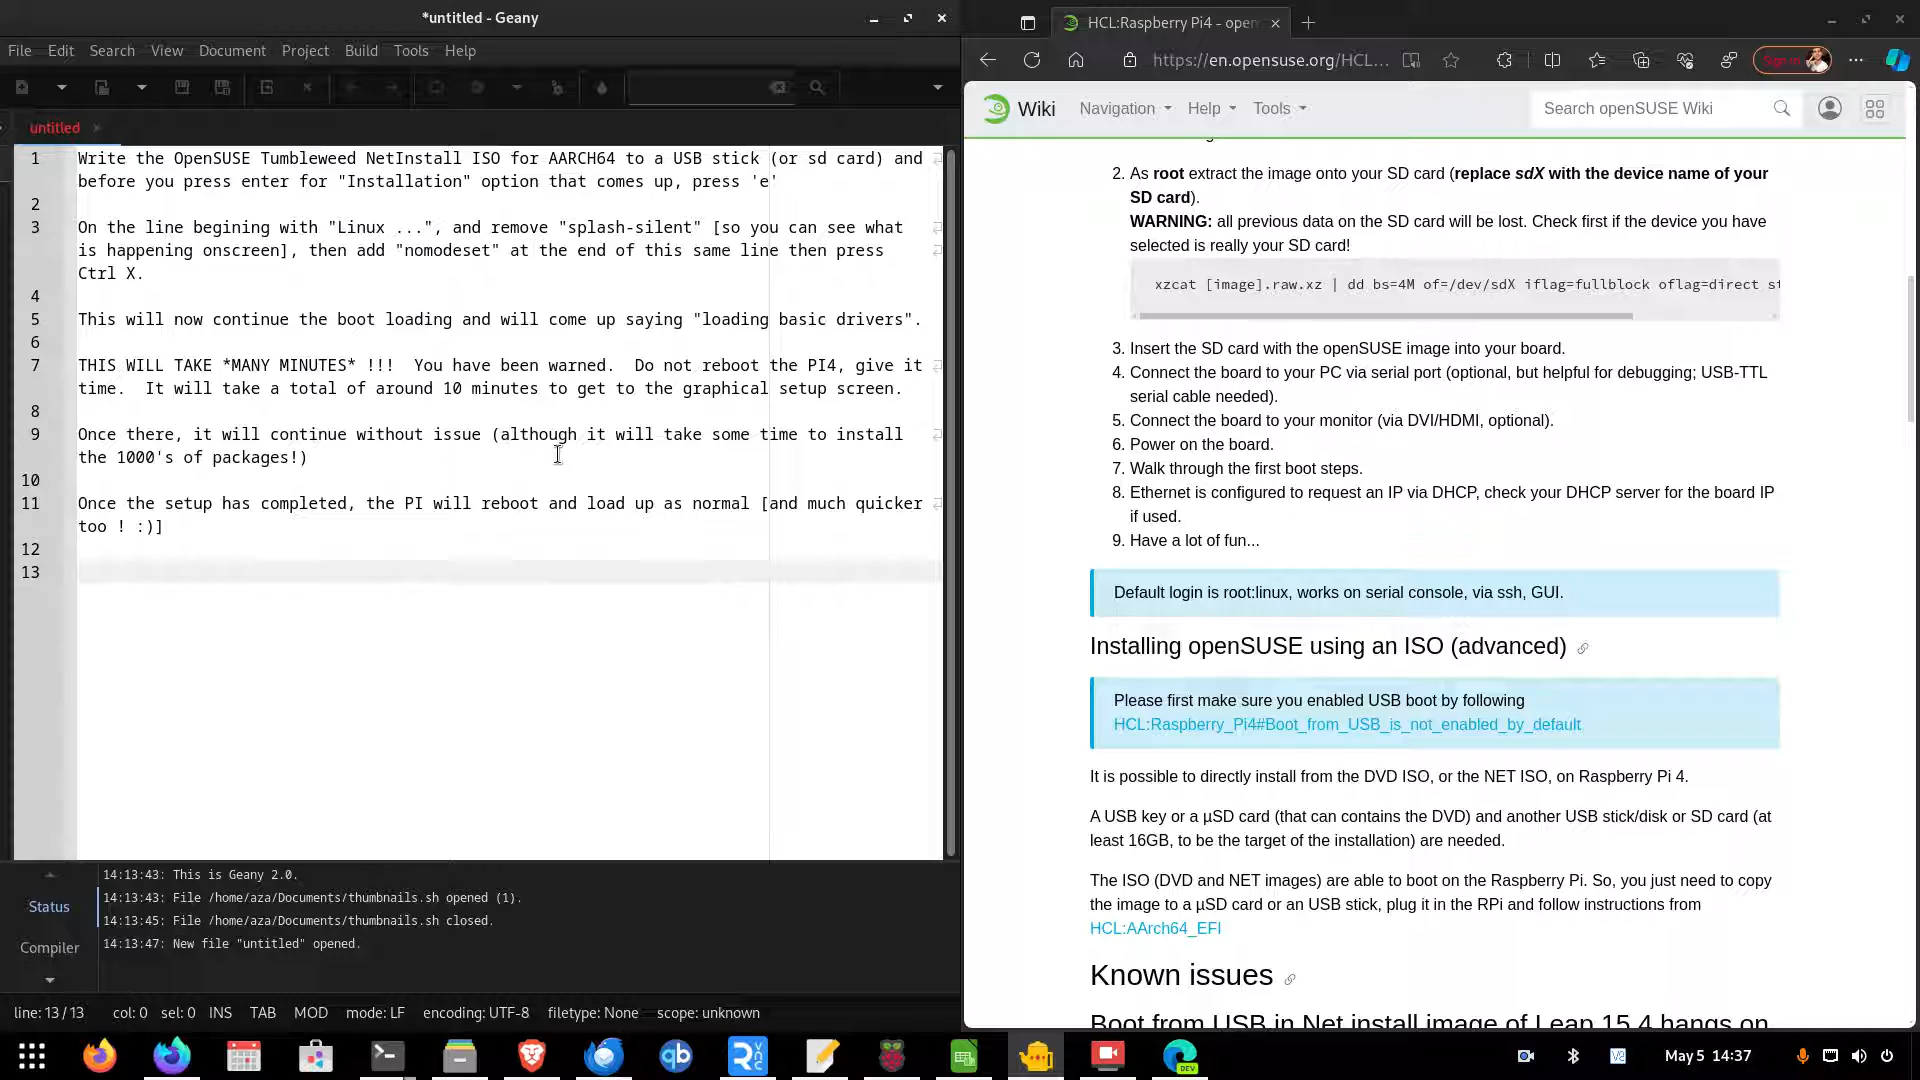 *untitled - Geany
File Edit Search View Document Project Build Tools Help
untitled
1 Write the OpenSUSE Tumbleweed NetInstall ISO for AARCH64 to a USB stick (or sd card) and
before you press enter for "Installation" option that comes up, press 'e'
2
3 On the line begining with "Linux ...", and remove "splash-silent" [so you can see what
is happening onscreen], then add "nomodeset" at the end of this same line then press
Ctrl X.
4
5 This will now continue the boot loading and will come up saying "loading basic drivers".
6
7 THIS WILL TAKE *MANY MINUTES* !!!  You have been warned.  Do not reboot the PI4, give it
time.  It will take a total of around 10 minutes to get to the graphical setup screen.
8
9 Once there, it will continue without issue (although it will take some time to install
the 1000's of packages!)
10
11 Once the setup has completed, the PI will reboot and load up as normal [and much quicker
too ! :)]
12
13
Status
Compiler
14:13:43: This is Geany 2.0.
14:13:43: File /home/aza/Documents/thumbnails.sh opened (1).
14:13:45: File /home/aza/Documents/thumbnails.sh closed.
14:13:47: New file "untitled" opened.
line: 13 / 13 col: 0 sel: 0 INS TAB MOD mode: LF encoding: UTF-8 filetype: None scope: unknown
HCL:Raspberry Pi4 - open
https://en.opensuse.org/HCL...
Sign in
Wiki Navigation Help Tools Search openSUSE Wiki
2. As root extract the image onto your SD card (replace sdX with the device name of your
SD card).
WARNING: all previous data on the SD card will be lost. Check first if the device you have
selected is really your SD card!
xzcat [image].raw.xz | dd bs=4M of=/dev/sdX iflag=fullblock oflag=direct st
3. Insert the SD card with the openSUSE image into your board.
4. Connect the board to your PC via serial port (optional, but helpful for debugging; USB-TTL
serial cable needed).
5. Connect the board to your monitor (via DVI/HDMI, optional).
6. Power on the board.
7. Walk through the first boot steps.
8. Ethernet is configured to request an IP via DHCP, check your DHCP server for the board IP
if used.
9. Have a lot of fun...
Default login is root:linux, works on serial console, via ssh, GUI.
Installing openSUSE using an ISO (advanced)
Please first make sure you enabled USB boot by following
HCL:Raspberry_Pi4#Boot_from_USB_is_not_enabled_by_default
It is possible to directly install from the DVD ISO, or the NET ISO, on Raspberry Pi 4.
A USB key or a µSD card (that can contains the DVD) and another USB stick/disk or SD card (at
least 16GB, to be the target of the installation) are needed.
The ISO (DVD and NET images) are able to boot on the Raspberry Pi. So, you just need to copy
the image to a µSD card or an USB stick, plug it in the RPi and follow instructions from
HCL:AArch64_EFI
Known issues
Boot from USB in Net install image of Leap 15.4 hangs on
qb
VNC
DEV
May 5 14:37